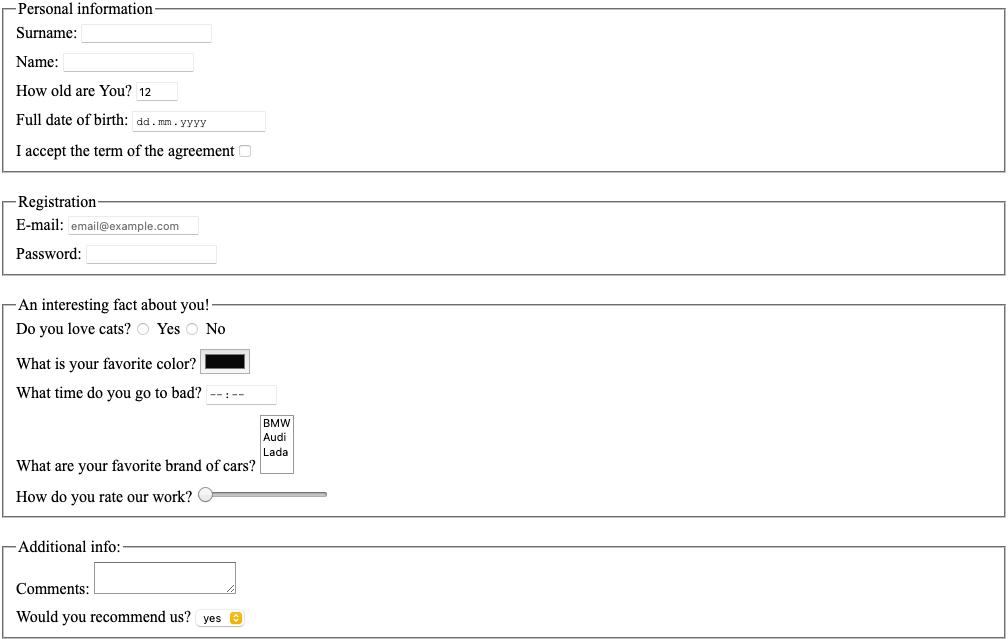 Personal information
Surname:
Name:
How old are You? 12
Full date of birth: dd.mm.yyyy
I accept the term of the agreement
Registration
E-mail: email@example.com
Password:
An interesting fact about you!
Do you love cats? Yes No
What is your favorite color?
What time do you go to bad? --:--
BMW
Audi
Lada
What are your favorite brand of cars?
How do you rate our work?
Additional info:
Comments:
Would you recommend us? yes